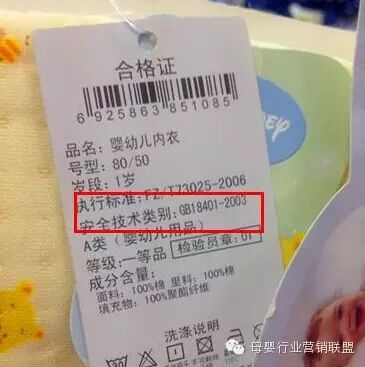 合格证
6 925863 851085
品名：婴幼儿内衣
号型：80/50
岁段：1岁
执行标准：FZ/T73025-2006
安全技术类别：GB18401-2003
A类（婴幼儿用品）
等级：一等品 检验员章：01
成分含量：
面料：100%棉 里料：100%棉
填充物：100%聚酯纤维
洗涤说明
母婴行业营销联盟